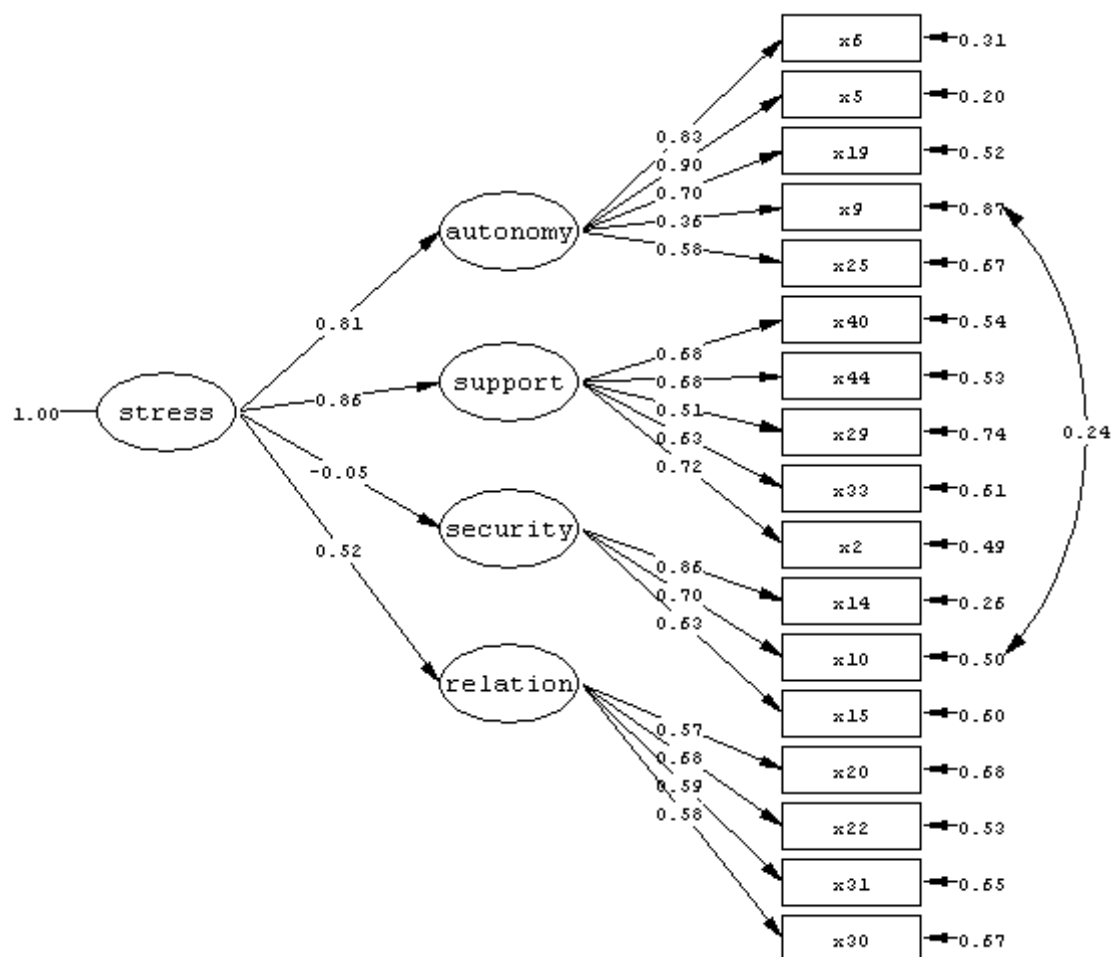 x6 0.31
x5 0.20
0.83
x19 0.52
0.90
0.70
x9 0.87
0.36
autonomy
0.58
x25 0.67
x40 0.54
0.81
0.68
support
x44 0.53
0.68
0.86
1.00 stress
0.51
x29 0.74 0.24
0.63
0.72
-0.05
x33 0.61
security
x2 0.49
0.52
0.86
0.70
x14 0.26
0.63
x10 0.50
relation
x15 0.60
0.57
0.68
x20 0.68
0.59
0.58
x22 0.53
x31 0.65
x30 0.67